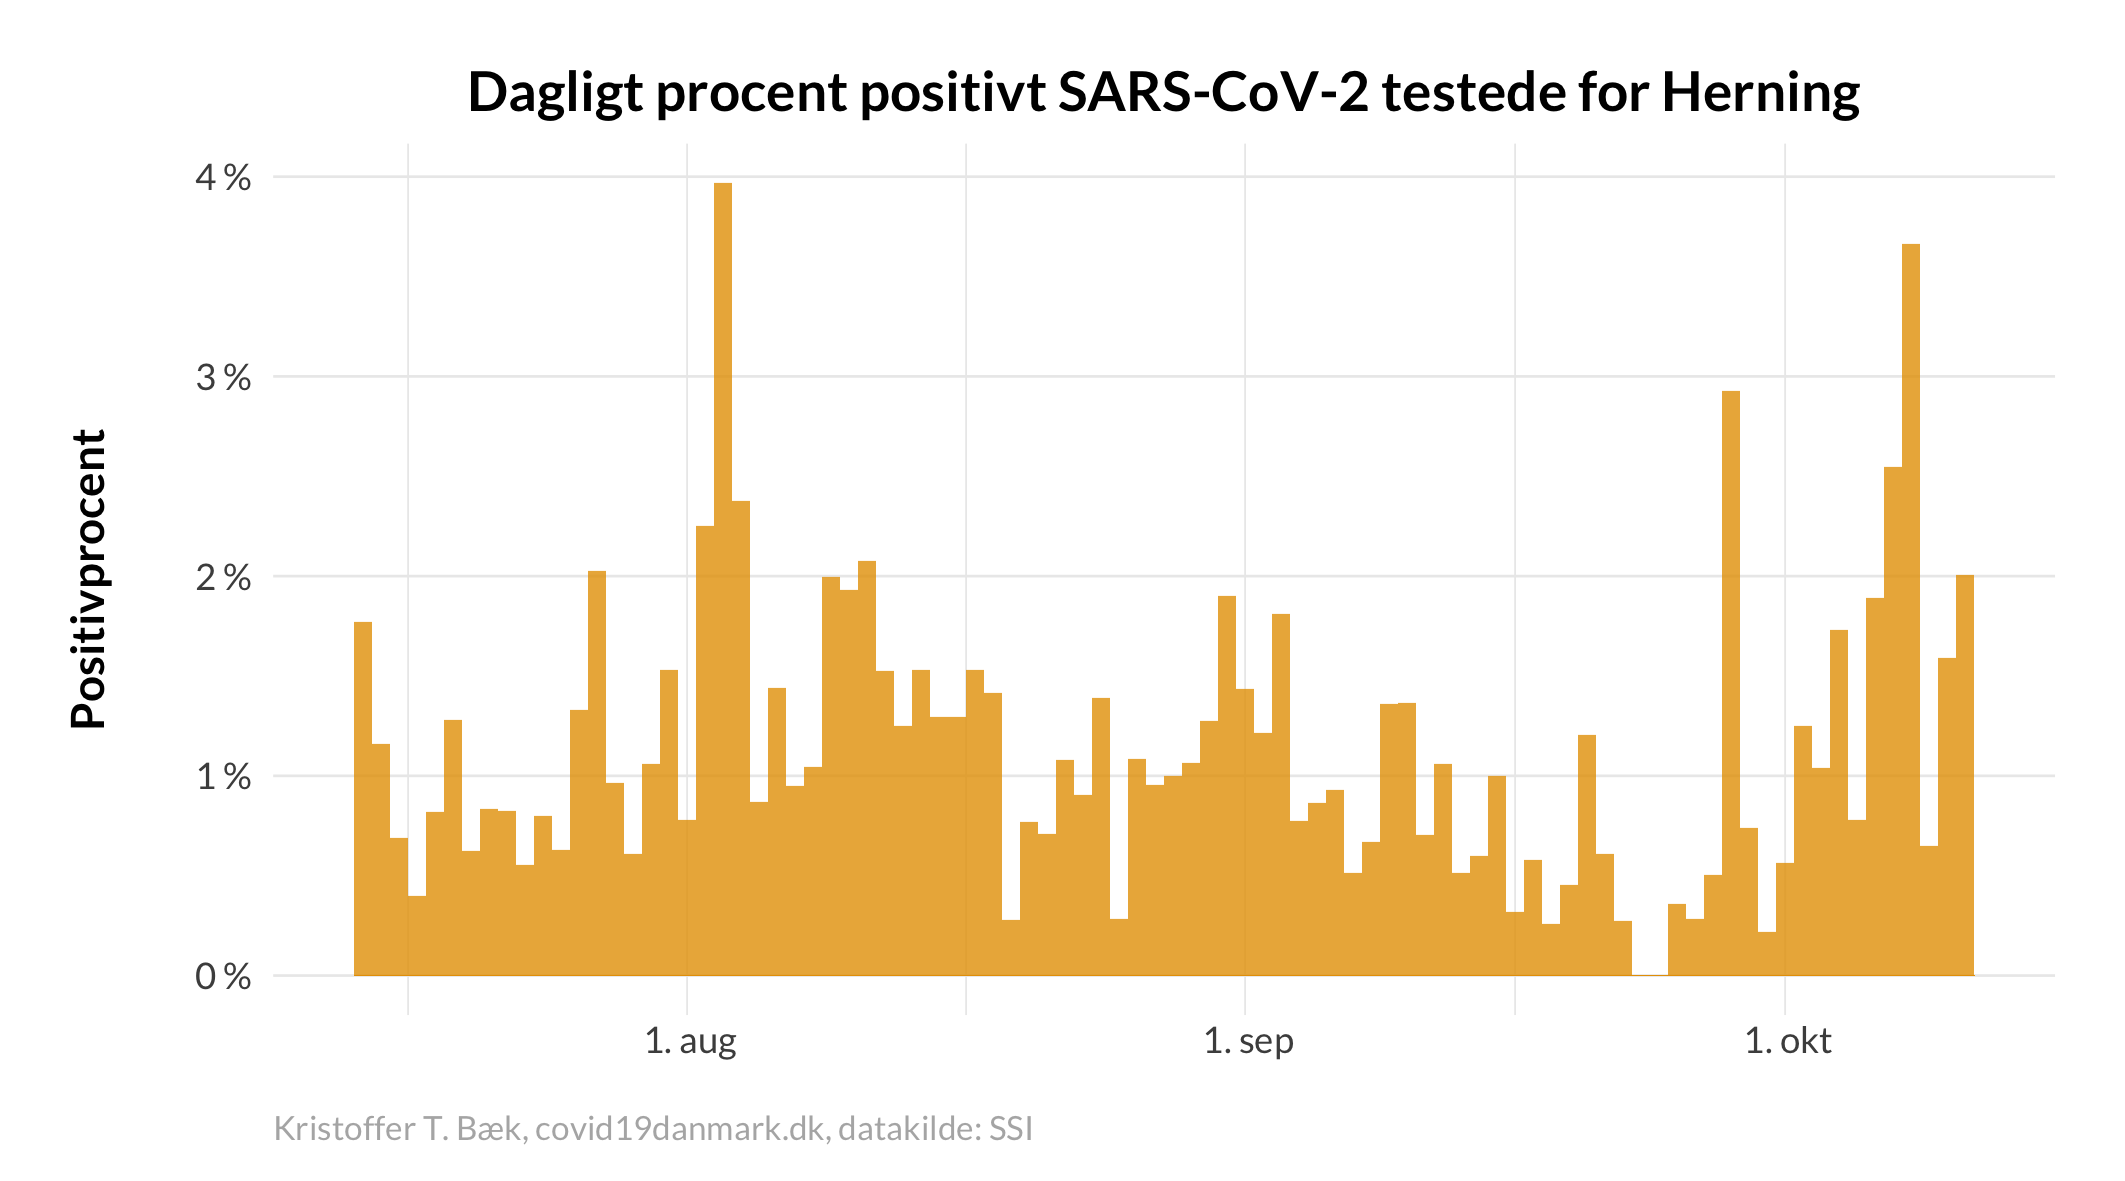 Dagligt procent positivt SARS-CoV-2 testede for Herning
Positivprocent
4 %
3 %
2 %
1 %
0 %
1. aug
1. sep
1. okt
Kristoffer T. Bæk, covid19danmark.dk, datakilde: SSI